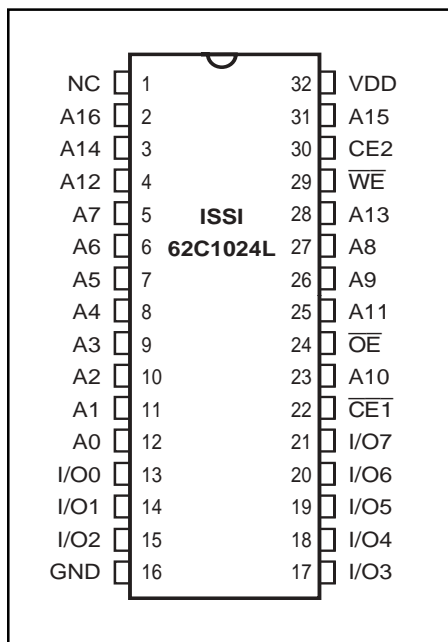 NC 1 32 VDD
A16 2 31 A15
A14 3 30 CE2
A12 4 29 W̅E̅
A7 5 ISSI 28 A13
A6 6 62C1024L 27 A8
A5 7 26 A9
A4 8 25 A11
A3 9 24 O̅E̅
A2 10 23 A10
A1 11 22 C̅E̅1̅
A0 12 21 I/O7
I/O0 13 20 I/O6
I/O1 14 19 I/O5
I/O2 15 18 I/O4
GND 16 17 I/O3